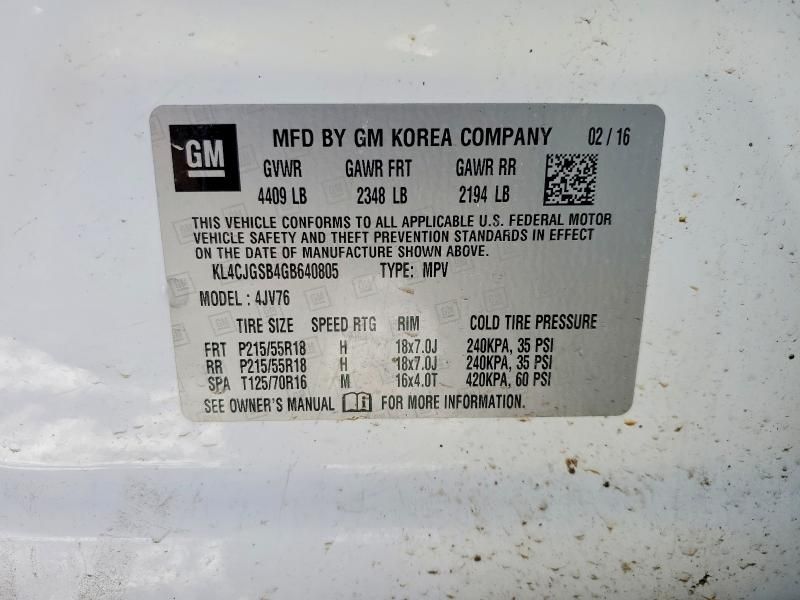 GM MFD BY GM KOREA COMPANY 02 / 16
GVWR GAWR FRT GAWR RR
4409 LB 2348 LB 2194 LB
THIS VEHICLE CONFORMS TO ALL APPLICABLE U.S. FEDERAL MOTOR
VEHICLE SAFETY AND THEFT PREVENTION STANDARDS IN EFFECT
ON THE DATE OF MANUFACTURE SHOWN ABOVE.
KL4CJGSB4GB640805 TYPE: MPV
MODEL : 4JV76
TIRE SIZE SPEED RTG RIM COLD TIRE PRESSURE
FRT P215/55R18 H 18x7.0J 240KPA, 35 PSI
RR P215/55R18 H 18x7.0J 240KPA, 35 PSI
SPA T125/70R16 M 16x4.0T 420KPA, 60 PSI
SEE OWNER'S MANUAL FOR MORE INFORMATION.